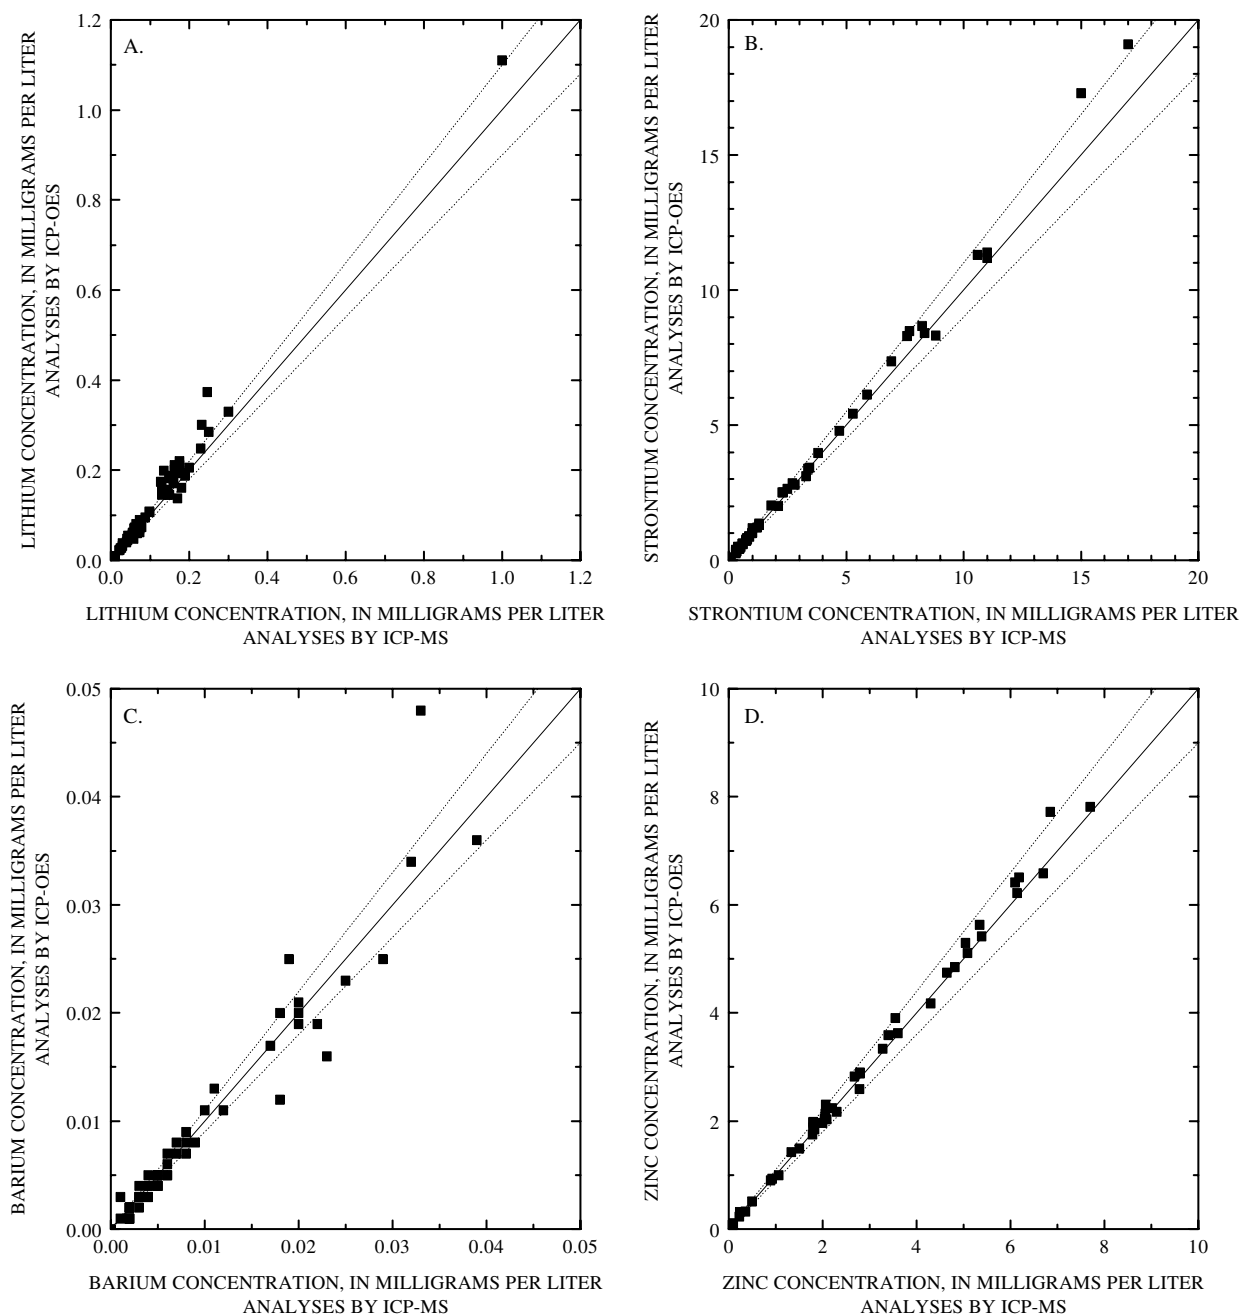 A.
LITHIUM CONCENTRATION, IN MILLIGRAMS PER LITER
ANALYSES BY ICP-OES
1.2
1.0
0.8
0.6
0.4
0.2
0.0
0.0 0.2 0.4 0.6 0.8 1.0 1.2
LITHIUM CONCENTRATION, IN MILLIGRAMS PER LITER
ANALYSES BY ICP-MS
B.
STRONTIUM CONCENTRATION, IN MILLIGRAMS PER LITER
ANALYSES BY ICP-OES
20
15
10
5
0
0 5 10 15 20
STRONTIUM CONCENTRATION, IN MILLIGRAMS PER LITER
ANALYSES BY ICP-MS
C.
BARIUM CONCENTRATION, IN MILLIGRAMS PER LITER
ANALYSES BY ICP-OES
0.05
0.04
0.03
0.02
0.01
0.00
0.00 0.01 0.02 0.03 0.04 0.05
BARIUM CONCENTRATION, IN MILLIGRAMS PER LITER
ANALYSES BY ICP-MS
D.
ZINC CONCENTRATION, IN MILLIGRAMS PER LITER
ANALYSES BY ICP-OES
10
8
6
4
2
0
0 2 4 6 8 10
ZINC CONCENTRATION, IN MILLIGRAMS PER LITER
ANALYSES BY ICP-MS